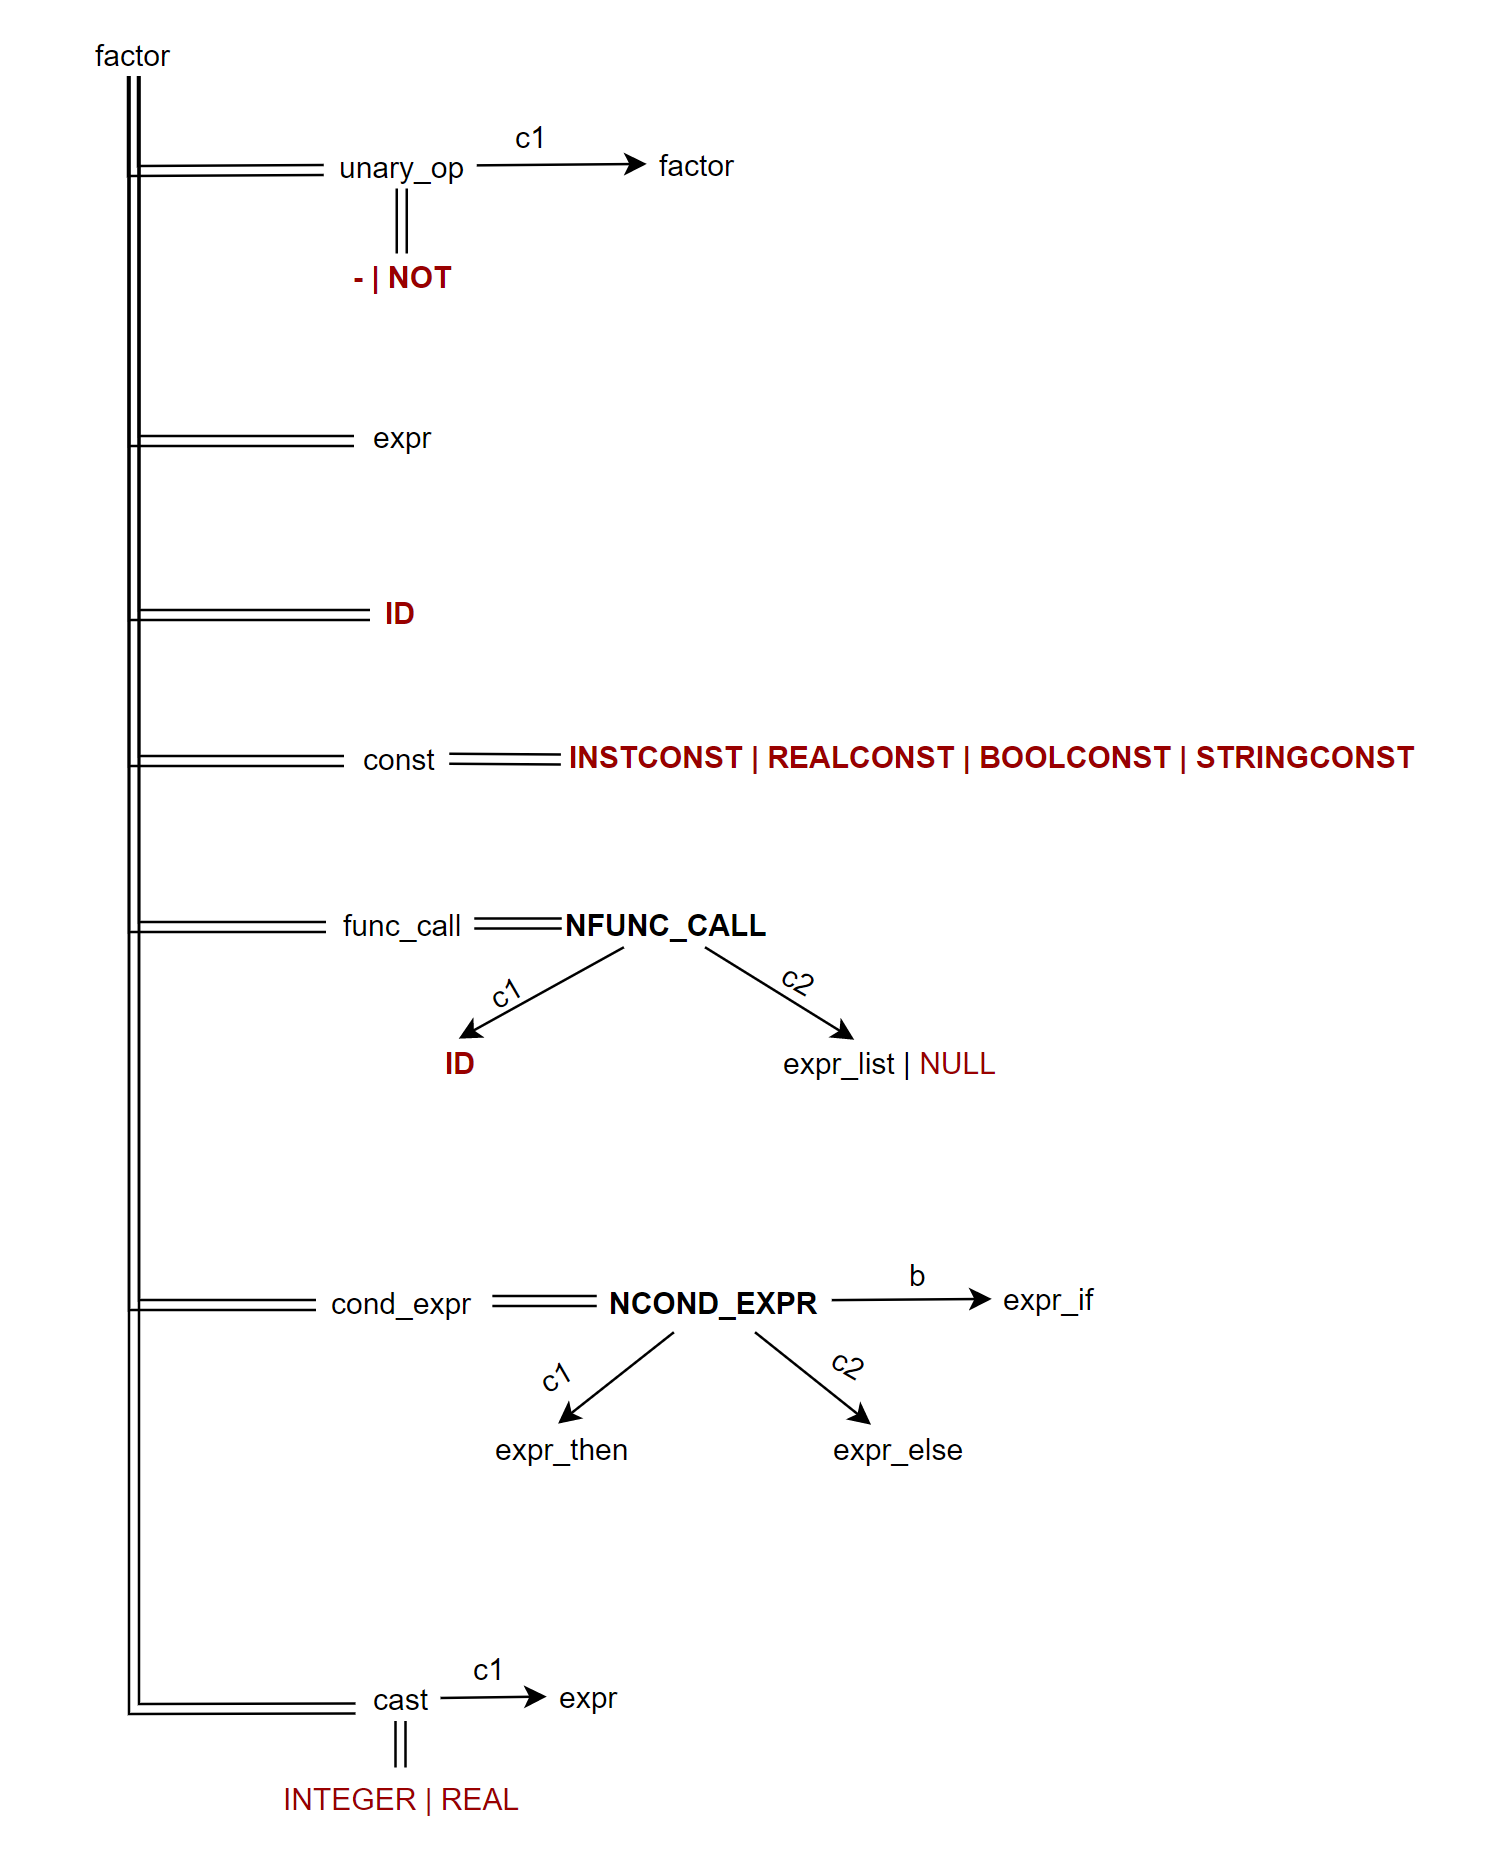 factor
c1
unary_op
factor
- | NOT
expr
ID
const
INSTCONST | REALCONST | BOOLCONST | STRINGCONST
func_call
NFUNC_CALL
c1
c2
ID
expr_list | NULL
b
cond_expr
NCOND_EXPR
expr_if
c1
c2
expr_then
expr_else
c1
cast
expr
INTEGER | REAL